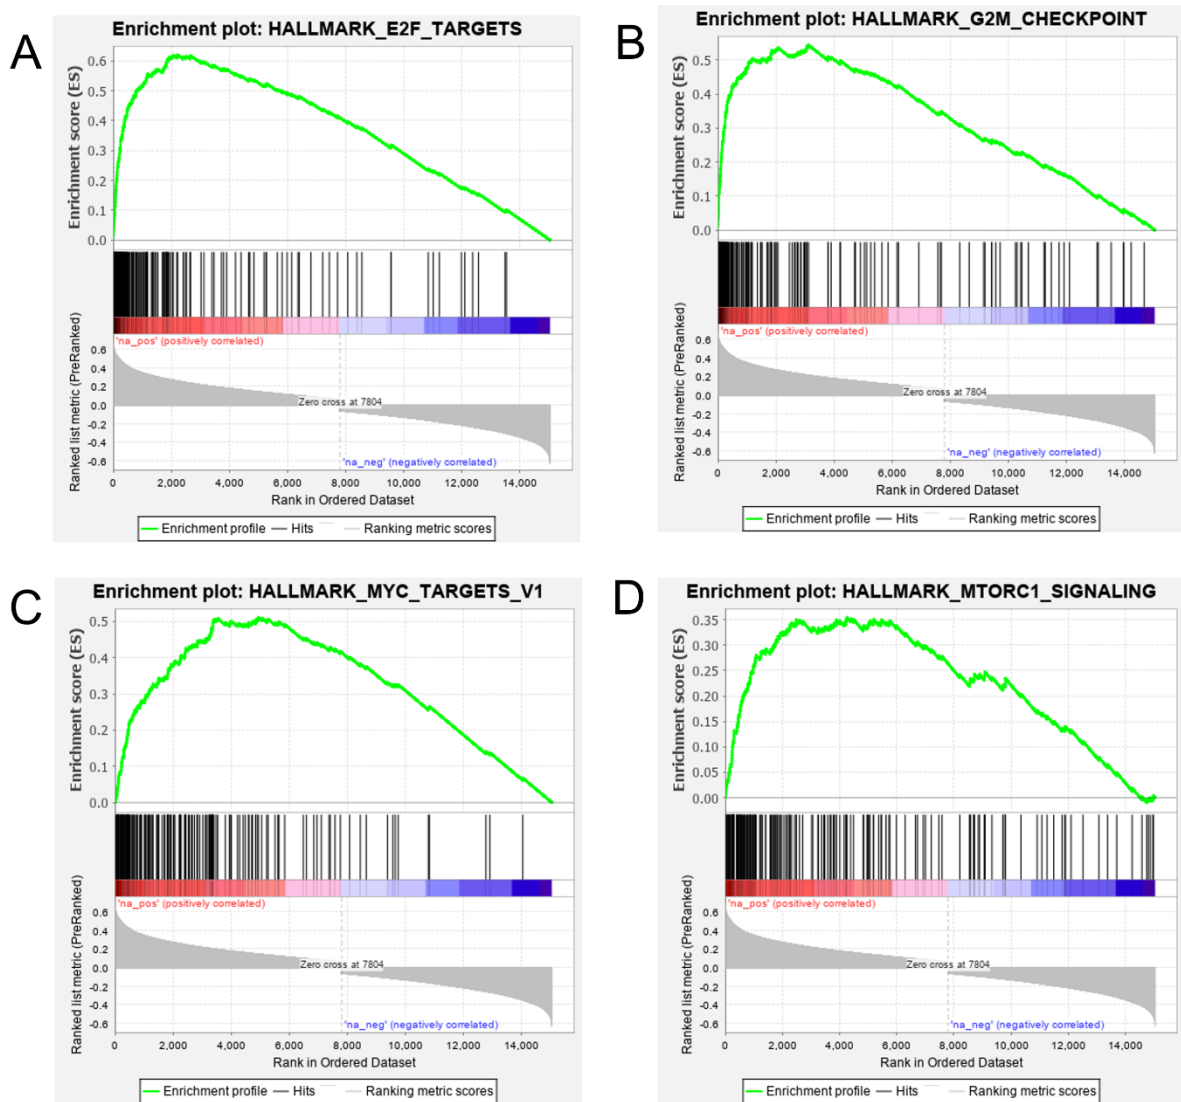 A
Enrichment plot: HALLMARK_E2F_TARGETS
Enrichment score (ES)
0.6
0.5
0.4
0.3
0.2
0.1
0.0
'na_pos' (positively correlated)
Ranked list metric (PreRanked)
0.6
0.4
0.2
0.0
-0.2
-0.4
-0.6
Zero cross at 7804
'na_neg' (negatively correlated)
0 2,000 4,000 6,000 8,000 10,000 12,000 14,000
Rank in Ordered Dataset
Enrichment profile Hits Ranking metric scores
B
Enrichment plot: HALLMARK_G2M_CHECKPOINT
Enrichment score (ES)
0.5
0.4
0.3
0.2
0.1
0.0
'na_pos' (positively correlated)
Ranked list metric (PreRanked)
0.6
0.4
0.2
0.0
-0.2
-0.4
-0.6
Zero cross at 7804
'na_neg' (negatively correlated)
0 2,000 4,000 6,000 8,000 10,000 12,000 14,000
Rank in Ordered Dataset
Enrichment profile Hits Ranking metric scores
C
Enrichment plot: HALLMARK_MYC_TARGETS_V1
Enrichment score (ES)
0.5
0.4
0.3
0.2
0.1
0.0
'na_pos' (positively correlated)
Ranked list metric (PreRanked)
0.6
0.4
0.2
0.0
-0.2
-0.4
-0.6
Zero cross at 7804
'na_neg' (negatively correlated)
0 2,000 4,000 6,000 8,000 10,000 12,000 14,000
Rank in Ordered Dataset
Enrichment profile Hits Ranking metric scores
D
Enrichment plot: HALLMARK_MTORC1_SIGNALING
Enrichment score (ES)
0.35
0.30
0.25
0.20
0.15
0.10
0.05
0.00
'na_pos' (positively correlated)
Ranked list metric (PreRanked)
0.6
0.4
0.2
0.0
-0.2
-0.4
-0.6
Zero cross at 7804
'na_neg' (negatively correlated)
0 2,000 4,000 6,000 8,000 10,000 12,000 14,000
Rank in Ordered Dataset
Enrichment profile Hits Ranking metric scores